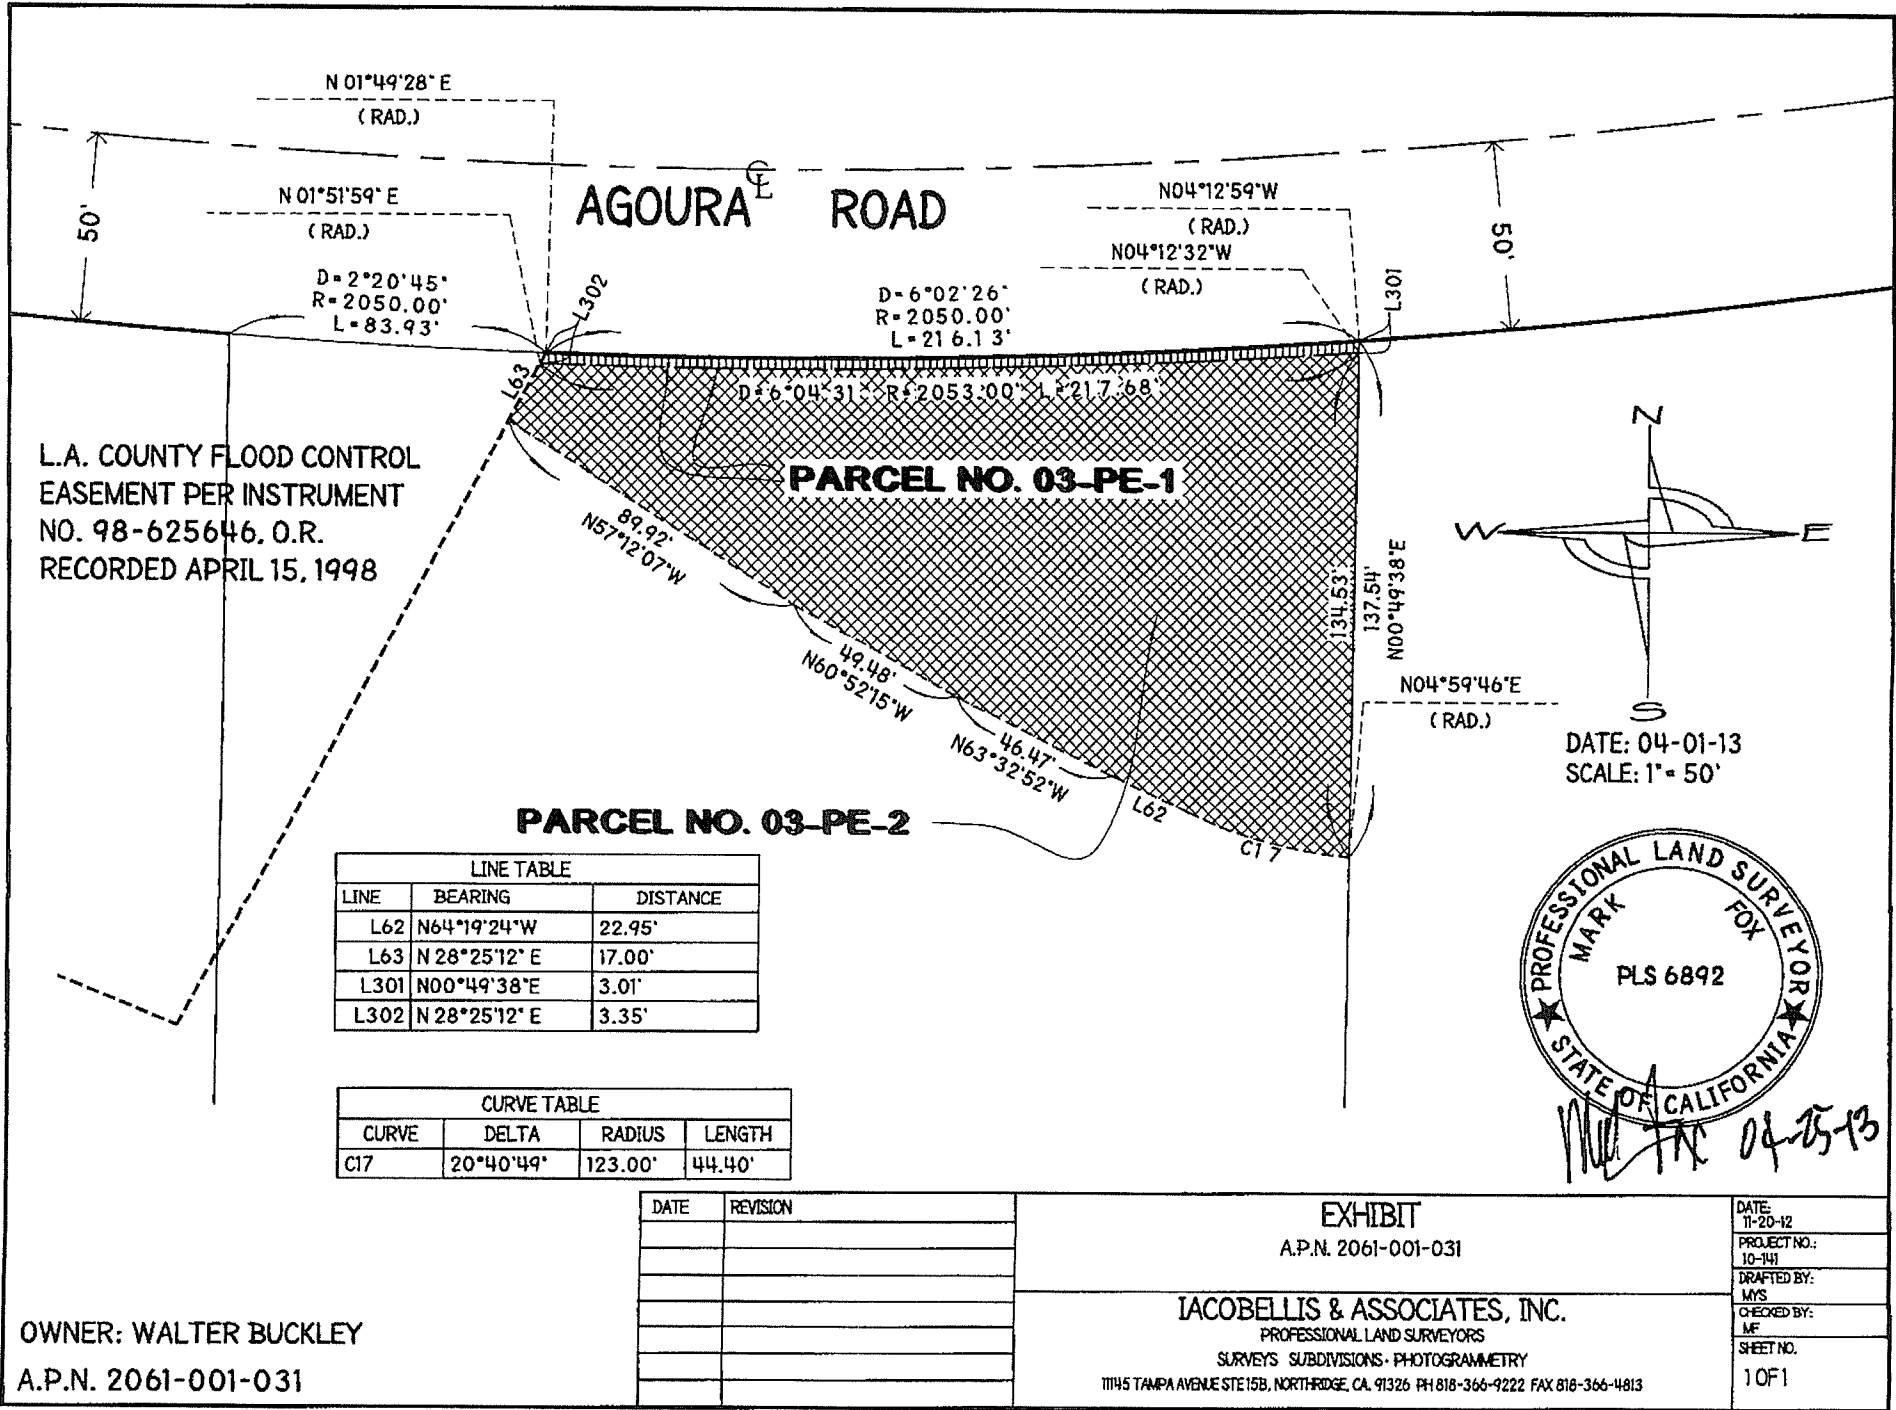 N 01°49'28" E
(RAD.)
50'
N 01°51'59" E
(RAD.)
AGOURA ROAD
CL
N04°12'59"W
(RAD.)
N04°12'32"W
(RAD.)
50'
D=2°20'45"
R=2050.00'
L=83.93'
L302
D=6°02'26"
R=2050.00'
L=216.13'
L301
L63
D=6°04'31" R=2053.00' L=217.68'
L.A. COUNTY FLOOD CONTROL
EASEMENT PER INSTRUMENT
NO. 98-625646, O.R.
RECORDED APRIL 15, 1998
PARCEL NO. 03-PE-1
89.92'
N57°12'07"W
49.48'
N60°52'15"W
46.47'
N63°32'52"W
L62
C17
134.53'
137.54'
N00°49'38"E
N04°59'46"E
(RAD.)
N
W E
S
DATE: 04-01-13
SCALE: 1"=50'
PARCEL NO. 03-PE-2
LINE TABLE
LINE BEARING DISTANCE
L62 N64°19'24"W 22.95'
L63 N 28°25'12" E 17.00'
L301 N00°49'38"E 3.01'
L302 N 28°25'12" E 3.35'
CURVE TABLE
CURVE DELTA RADIUS LENGTH
C17 20°40'49" 123.00' 44.40'
PROFESSIONAL LAND SURVEYOR
MARK FOX
PLS 6892
STATE OF CALIFORNIA
04-25-13
DATE REVISION
EXHIBIT
A.P.N. 2061-001-031
IACOBELLIS & ASSOCIATES, INC.
PROFESSIONAL LAND SURVEYORS
SURVEYS SUBDIVISIONS · PHOTOGRAMMETRY
11145 TAMPA AVENUE STE 15B, NORTHRIDGE, CA. 91326 PH 818-366-9222 FAX 818-366-4813
DATE:
11-20-12
PROJECT NO.:
10-141
DRAFTED BY:
MYS
CHECKED BY:
MF
SHEET NO.
1 OF 1
OWNER: WALTER BUCKLEY
A.P.N. 2061-001-031